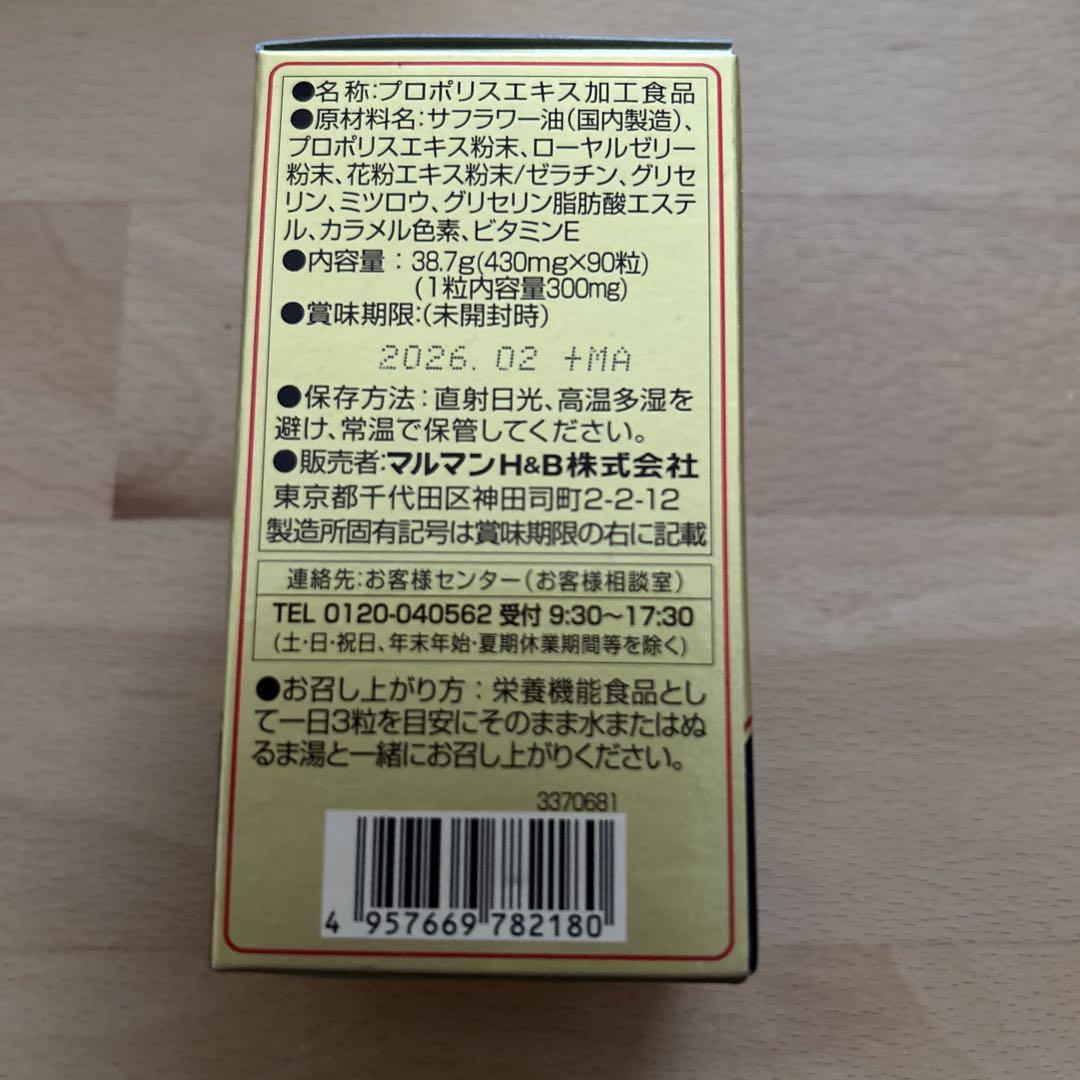 ●名称:プロポリスエキス加工食品
●原材料名:サフラワー油(国内製造)、
プロポリスエキス粉末、ローヤルゼリー
粉末、花粉エキス粉末/ゼラチン、グリセ
リン、ミツロウ、グリセリン脂肪酸エステ
ル、カラメル色素、ビタミンE
●内容量：38.7g(430mg×90粒)
(1粒内容量300mg)
●賞味期限:(未開封時)
2026. 02 +MA
●保存方法：直射日光、高温多湿を
避け、常温で保管してください。
●販売者:マルマンH&B株式会社
東京都千代田区神田司町2-2-12
製造所固有記号は賞味期限の右に記載
連絡先:お客様センター(お客様相談室)
TEL 0120-040562 受付 9:30〜17:30
(土・日・祝日、年末年始・夏期休業期間等を除く)
●お召し上がり方：栄養機能食品とし
て一日3粒を目安にそのまま水またはぬ
るま湯と一緒にお召し上がりください。
3370681
4 957669 782180